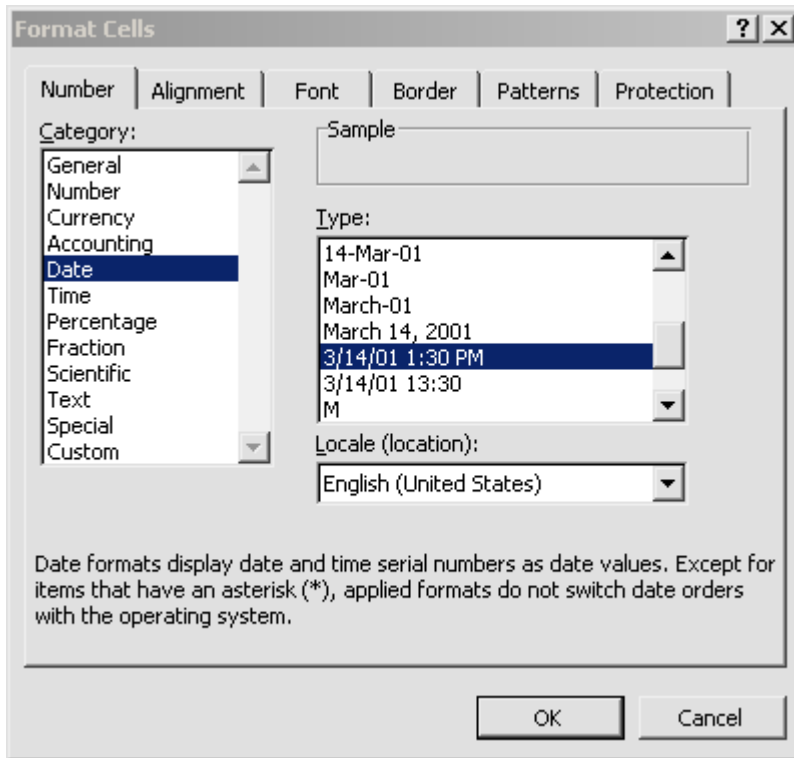 Format Cells
Number Alignment Font Border Patterns Protection
Category:
General
Number
Currency
Accounting
Date
Time
Percentage
Fraction
Scientific
Text
Special
Custom
Sample
Type:
14-Mar-01
Mar-01
March-01
March 14, 2001
3/14/01 1:30 PM
3/14/01 13:30
M
Locale (location):
English (United States)
Date formats display date and time serial numbers as date values. Except for
items that have an asterisk (*), applied formats do not switch date orders
with the operating system.
OK Cancel